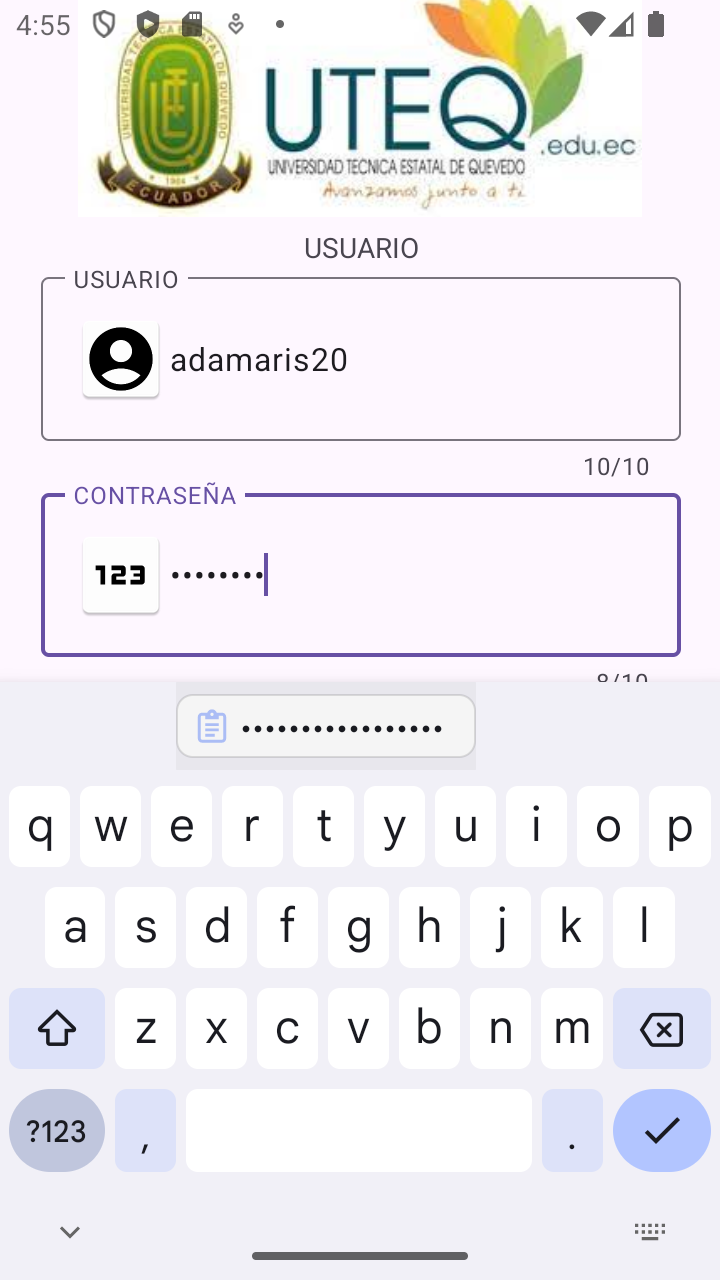 4:55
UNIVERSIDAD TECNICA ESTATAL DE QUEVEDO
1984
ECUADOR
UTEQ
.edu.ec
UNIVERSIDAD TECNICA ESTATAL DE QUEVEDO
Avanzamos junto a ti
USUARIO
USUARIO
adamaris20
10/10
CONTRASEÑA
123
••••••••
8/10
•••••••••••••••••
q w e r t y u i o p
a s d f g h j k l
z x c v b n m
?123 , .